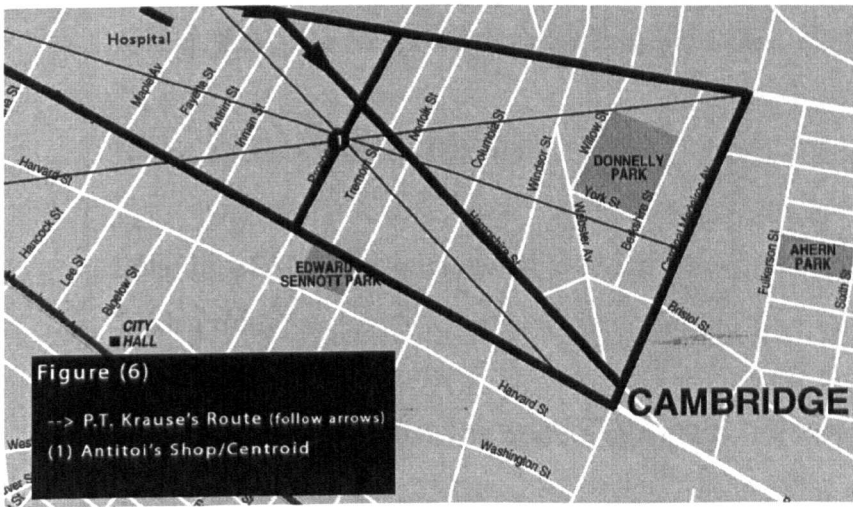 Hospital
Maple Av
Fayette St
Antrim St
Inman St
Norfolk St
Columbia St
Windsor St
Willow St
DONNELLY
PARK
York St
Webster Av
Berkshire St
Cardinal Medeiros Av
Harvard St
Tremont St
Hampshire St
Hancock St
Lee St
Bigelow St
EDWARD
SENNOTT PARK
CITY
HALL
Bristol St
Fulkerson St
AHERN
PARK
Sixth St
Figure (6)
--> P.T. Krause's Route (follow arrows)
(1) Antitoi's Shop/Centroid
1
CAMBRIDGE
Harvard St
Washington St